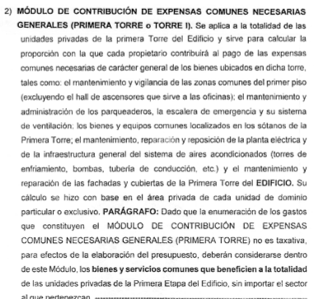 2) MÓDULO DE CONTRIBUCIÓN DE EXPENSAS COMUNES NECESARIAS
GENERALES (PRIMERA TORRE o TORRE I). Se aplica a la totalidad de las
unidades privadas de la primera Torre del Edificio y sirve para calcular la
proporción con la que cada propietario contribuirá al pago de las expensas
comunes necesarias de carácter general de los bienes ubicados en dicha torre,
tales como: el mantenimiento y vigilancia de las zonas comunes del primer piso
(excluyendo el hall de ascensores que sirve a las oficinas); el mantenimiento y
administración de los parqueaderos, la escalera de emergencia y su sistema
de ventilación; los bienes y equipos comunes localizados en los sótanos de la
Primera Torre; el mantenimiento, reparación y reposición de la planta eléctrica y
de la infraestructura general del sistema de aires acondicionados (torres de
enfriamiento, bombas, tubería de conducción, etc.) y el mantenimiento y
reparación de las fachadas y cubiertas de la Primera Torre del EDIFICIO. Su
cálculo se hizo con base en el área privada de cada unidad de dominio
particular o exclusivo. PARÁGRAFO: Dado que la enumeración de los gastos
que constituyen el MÓDULO DE CONTRIBUCIÓN DE EXPENSAS
COMUNES NECESARIAS GENERALES (PRIMERA TORRE) no es taxativa,
para efectos de la elaboración del presupuesto, deberán considerarse dentro
de este Módulo, los bienes y servicios comunes que beneficien a la totalidad
de las unidades privadas de la Primera Etapa del Edificio, sin importar el sector
al que pertenezcan.